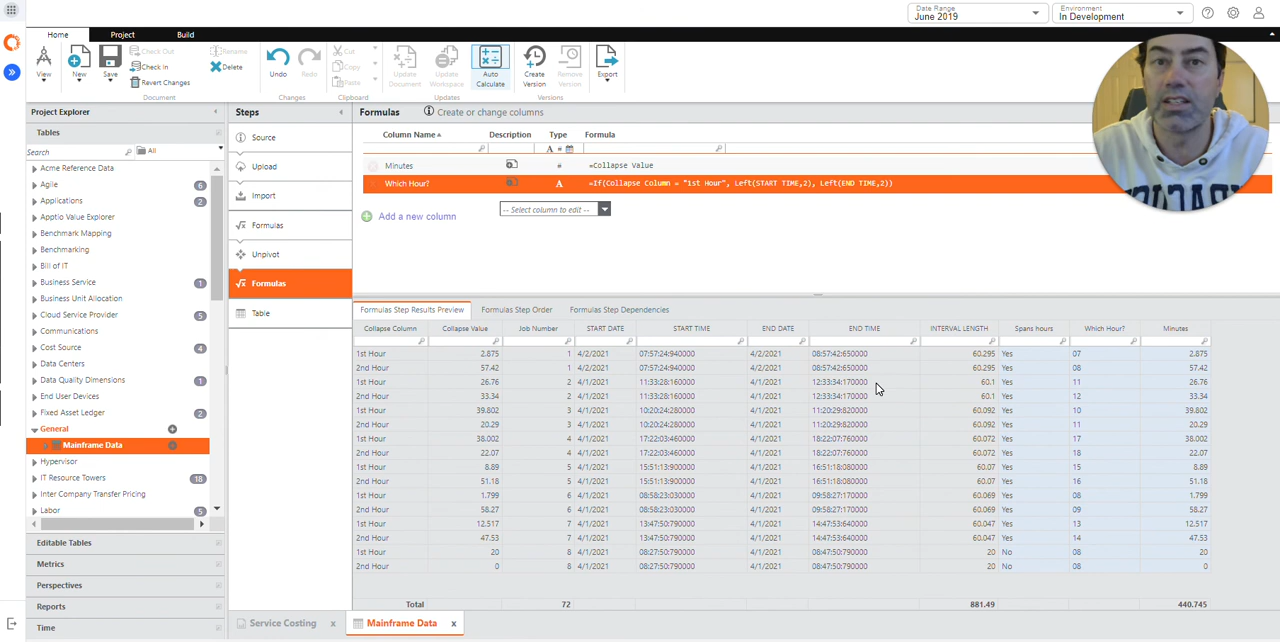 Date Range
June 2019
Environment
In Development
Home Project Build
View
New
Save
Check Out
Check In
Revert Changes
Rename
Delete
Document
Undo
Redo
Changes
Cut
Copy
Paste
Clipboard
Update Document
Update Workspace
Auto Calculate
Updates
Create Version
Remove Version
Versions
Export
Project Explorer
Tables
Search All
Acme Reference Data
Agile 6
Applications 2
Apptio Value Explorer
Benchmark Mapping
Benchmarking
Bill of IT
Business Service 1
Business Unit Allocation
Cloud Service Provider 5
Communications
Cost Source 4
Data Centers
Data Quality Dimensions 1
End User Devices
Fixed Asset Ledger 2
General
Mainframe Data
Hypervisor
IT Resource Towers 18
Inter Company Transfer Pricing
Labor 5
Editable Tables
Metrics
Perspectives
Reports
Time
Steps
Source
Upload
Import
Formulas
Unpivot
Formulas
Table
Formulas Create or change columns
Column Name Description Type Formula
A #
Minutes # =Collapse Value
Which Hour? A =If(Collapse Column = "1st Hour", Left(START TIME,2), Left(END TIME,2))
Add a new column -- Select column to edit --
Formulas Step Results Preview Formulas Step Order Formulas Step Dependencies
Collapse Column Collapse Value Job Number START DATE START TIME END DATE END TIME INTERVAL LENGTH Spans hours Which Hour? Minutes
1st Hour 2.875 1 4/2/2021 07:57:24:940000 4/2/2021 08:57:42:650000 60.295 Yes 07 2.875
2nd Hour 57.42 1 4/2/2021 07:57:24:940000 4/2/2021 08:57:42:650000 60.295 Yes 08 57.42
1st Hour 26.76 2 4/2/2021 11:33:28:160000 4/2/2021 12:33:34:170000 60.1 Yes 11 26.76
2nd Hour 33.34 2 4/2/2021 11:33:28:160000 4/2/2021 12:33:34:170000 60.1 Yes 12 33.34
1st Hour 39.802 3 4/2/2021 10:20:24:280000 4/2/2021 11:20:29:820000 60.092 Yes 10 39.802
2nd Hour 20.29 3 4/2/2021 10:20:24:280000 4/2/2021 11:20:29:820000 60.092 Yes 11 20.29
1st Hour 38.002 4 4/1/2021 17:22:03:460000 4/1/2021 18:22:07:760000 60.072 Yes 17 38.002
2nd Hour 22.07 4 4/1/2021 17:22:03:460000 4/1/2021 18:22:07:760000 60.072 Yes 18 22.07
1st Hour 8.89 5 4/1/2021 15:51:13:900000 4/1/2021 16:51:18:080000 60.07 Yes 15 8.89
2nd Hour 51.18 5 4/1/2021 15:51:13:900000 4/1/2021 16:51:18:080000 60.07 Yes 16 51.18
1st Hour 1.799 6 4/1/2021 08:58:23:030000 4/1/2021 09:58:27:170000 60.069 Yes 08 1.799
2nd Hour 58.27 6 4/1/2021 08:58:23:030000 4/1/2021 09:58:27:170000 60.069 Yes 09 58.27
1st Hour 12.517 7 4/1/2021 13:47:50:790000 4/1/2021 14:47:53:640000 60.047 Yes 13 12.517
2nd Hour 47.53 7 4/1/2021 13:47:50:790000 4/1/2021 14:47:53:640000 60.047 Yes 14 47.53
1st Hour 20 8 4/1/2021 08:27:50:790000 4/1/2021 08:47:50:790000 20 No 08 20
2nd Hour 0 8 4/1/2021 08:27:50:790000 4/1/2021 08:47:50:790000 20 No 08 0
Total 72 881.49 440.745
Service Costing x Mainframe Data x